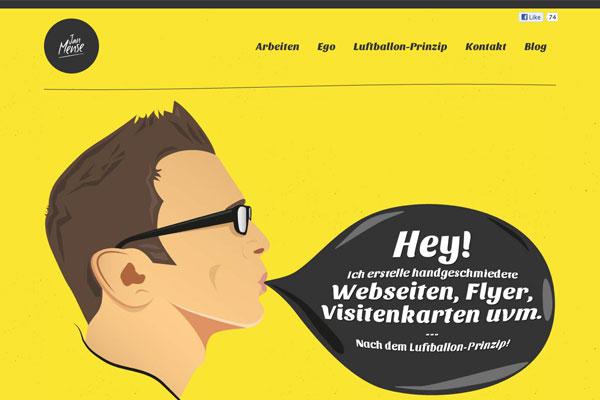 Like 74
Jan
Mense
Arbeiten Ego Luftballon-Prinzip Kontakt Blog
Hey!
Ich erstelle handgeschmiedete
Webseiten, Flyer,
Visitenkarten uvm.
---
Nach dem Luftballon-Prinzip!